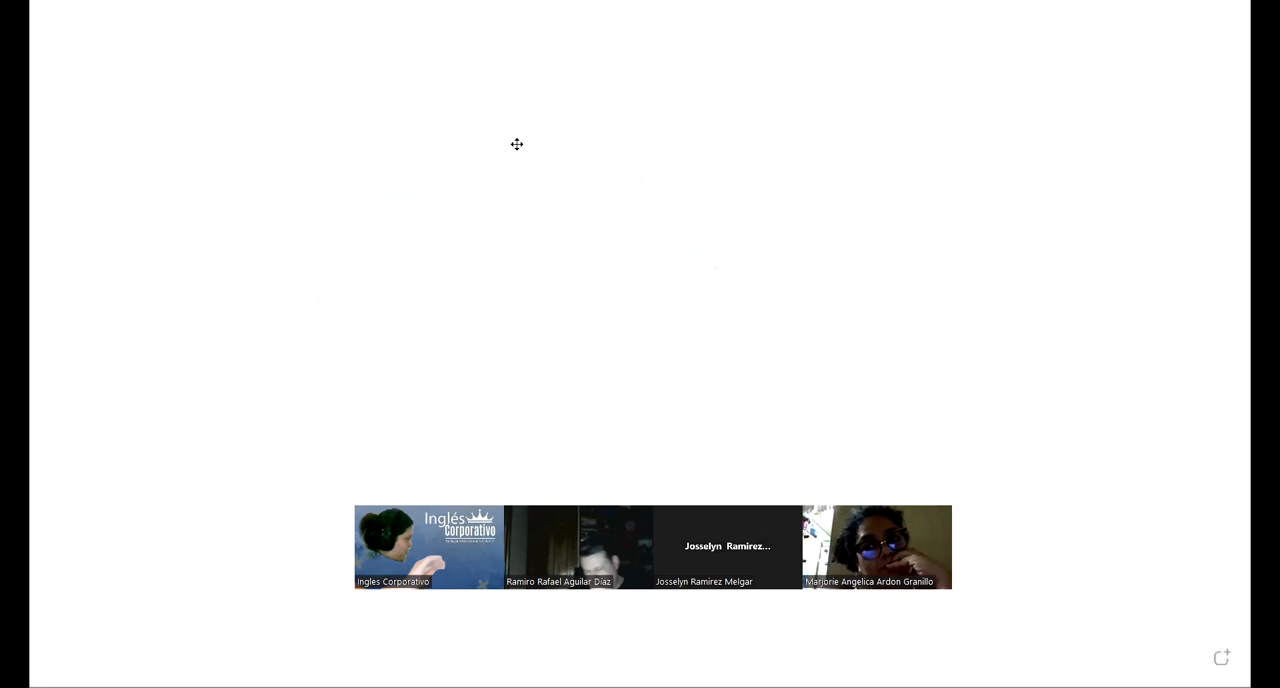 Inglés
Corporativo
Josselyn Ramirez...
Ingles Corporativo
Ramiro Rafael Aguilar Diaz
Josselyn Ramirez Melgar
Marjorie Angelica Ardon Granillo